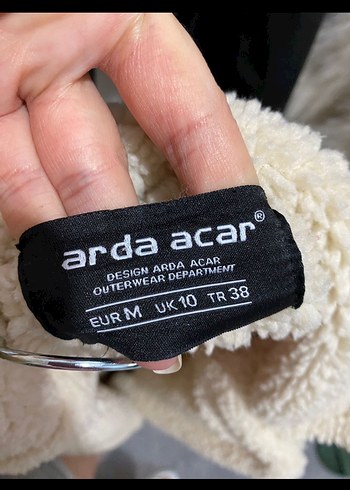 arda acar®
DESIGN ARDA ACAR
OUTERWEAR DEPARTMENT
EUR M UK 10 TR 38